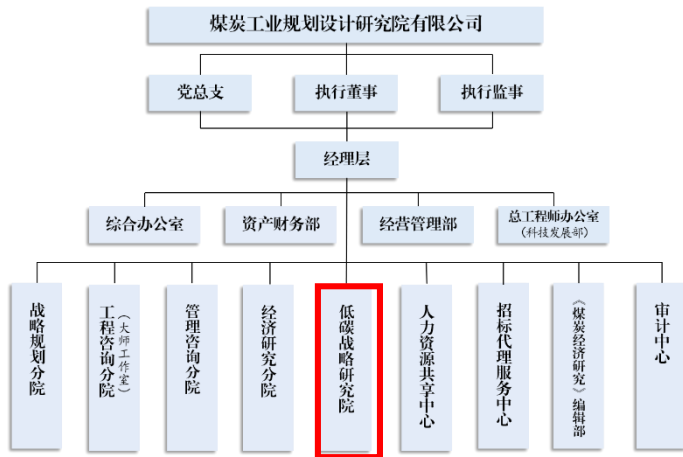 煤炭工业规划设计研究院有限公司
党总支
执行董事
执行监事
经理层
综合办公室
资产财务部
经营管理部
总工程师办公室
(科技发展部)
战略规划分院
工程咨询分院
(大师工作室)
管理咨询分院
经济研究分院
低碳战略研究院
人力资源共享中心
招标代理服务中心
《煤炭经济研究》编辑部
审计中心